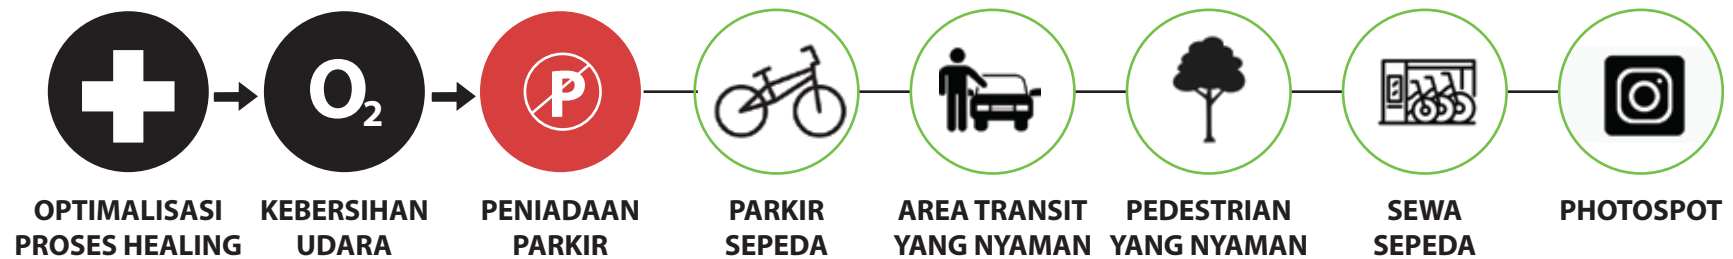 O2
P
OPTIMALISASI
PROSES HEALING
KEBERSIHAN
UDARA
PENIADAAN
PARKIR
PARKIR
SEPEDA
AREA TRANSIT
YANG NYAMAN
PEDESTRIAN
YANG NYAMAN
SEWA
SEPEDA
PHOTOSPOT